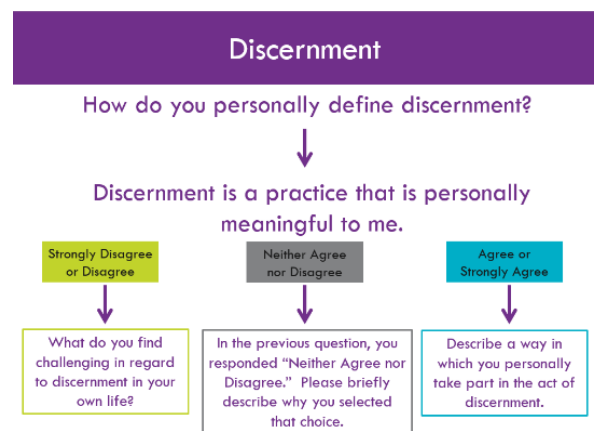 Discernment
How do you personally define discernment?
Discernment is a practice that is personally
meaningful to me.
Strongly Disagree
or Disagree
Neither Agree
nor Disagree
Agree or
Strongly Agree
What do you find
challenging in regard
to discernment in your
own life?
In the previous question, you
responded “Neither Agree nor
Disagree.” Please briefly
describe why you selected
that choice.
Describe a way in
which you personally
take part in the act of
discernment.